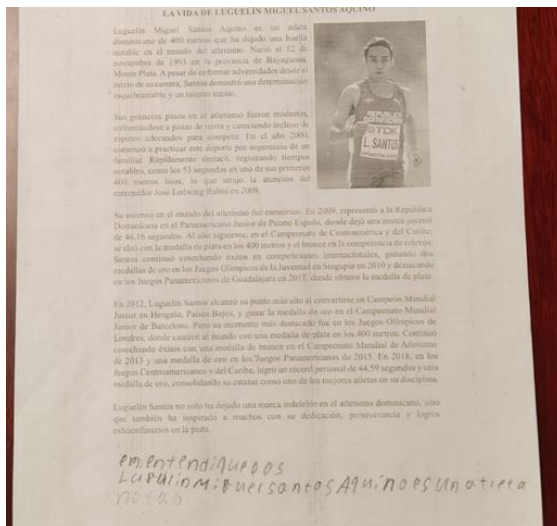 LA VIDA DE LUGUELIN MIGUEL SANTOS AQUINO
Luguelín Miguel Santos Aquino es un atleta
dominicano de 400 metros que ha dejado una huella
notable en el mundo del atletismo. Nació el 12 de
noviembre de 1993 en la provincia de Bayaguana,
Monte Plata. A pesar de enfrentar adversidades desde el
inicio de su carrera, Santos demostró una determinación
inquebrantable y un talento innato.
Sus primeros pasos en el atletismo fueron modestos,
enfrentándose a pistas de tierra y careciendo incluso de
zapatos adecuados para competir. En el año 2000,
comenzó a practicar este deporte por sugerencia de un
familiar. Rápidamente destacó, registrando tiempos
notables, como los 53 segundos en uno de sus primeros
400 metros lisos, lo que atrajo la atención del
entrenador José Ledwing Rubio en 2008.
REPUBLICA
DOMINICANA
TDK
L. SANTOS
Su ascenso en el mundo del atletismo fue meteórico. En 2009, representó a la República
Dominicana en el Panamericano Junior de Puerto España, donde dejó una marca juvenil
de 46,16 segundos. Al año siguiente, en el Campeonato de Centroamérica y del Caribe,
se alzó con la medalla de plata en los 400 metros y el bronce en la competencia de relevos.
Santos continuó cosechando éxitos en competiciones internacionales, ganando dos
medallas de oro en los Juegos Olímpicos de la Juventud en Singapur en 2010 y destacando
en los Juegos Panamericanos de Guadalajara en 2011, donde obtuvo la medalla de plata.
En 2012, Luguelín Santos alcanzó su punto más alto al convertirse en Campeón Mundial
Junior en Hengalo, Países Bajos, y ganar la medalla de oro en el Campeonato Mundial
Junior de Barcelona. Pero su momento más destacado fue en los Juegos Olímpicos de
Londres, donde cautivó al mundo con una medalla de plata en los 400 metros. Continuó
cosechando éxitos con una medalla de bronce en el Campeonato Mundial de Atletismo
de 2013 y una medalla de oro en los Juegos Panamericanos de 2015. En 2018, en los
Juegos Centroamericanos y del Caribe, logró un récord personal de 44.59 segundos y otra
medalla de oro, consolidando su estatus como uno de los mejores atletas en su disciplina.
Luguelín Santos no solo ha dejado una marca indeleble en el atletismo dominicano, sino
que también ha inspirado a muchos con su dedicación, perseverancia y logros
extraordinarios en la pista.
Miguel santos Aquino es un atleta